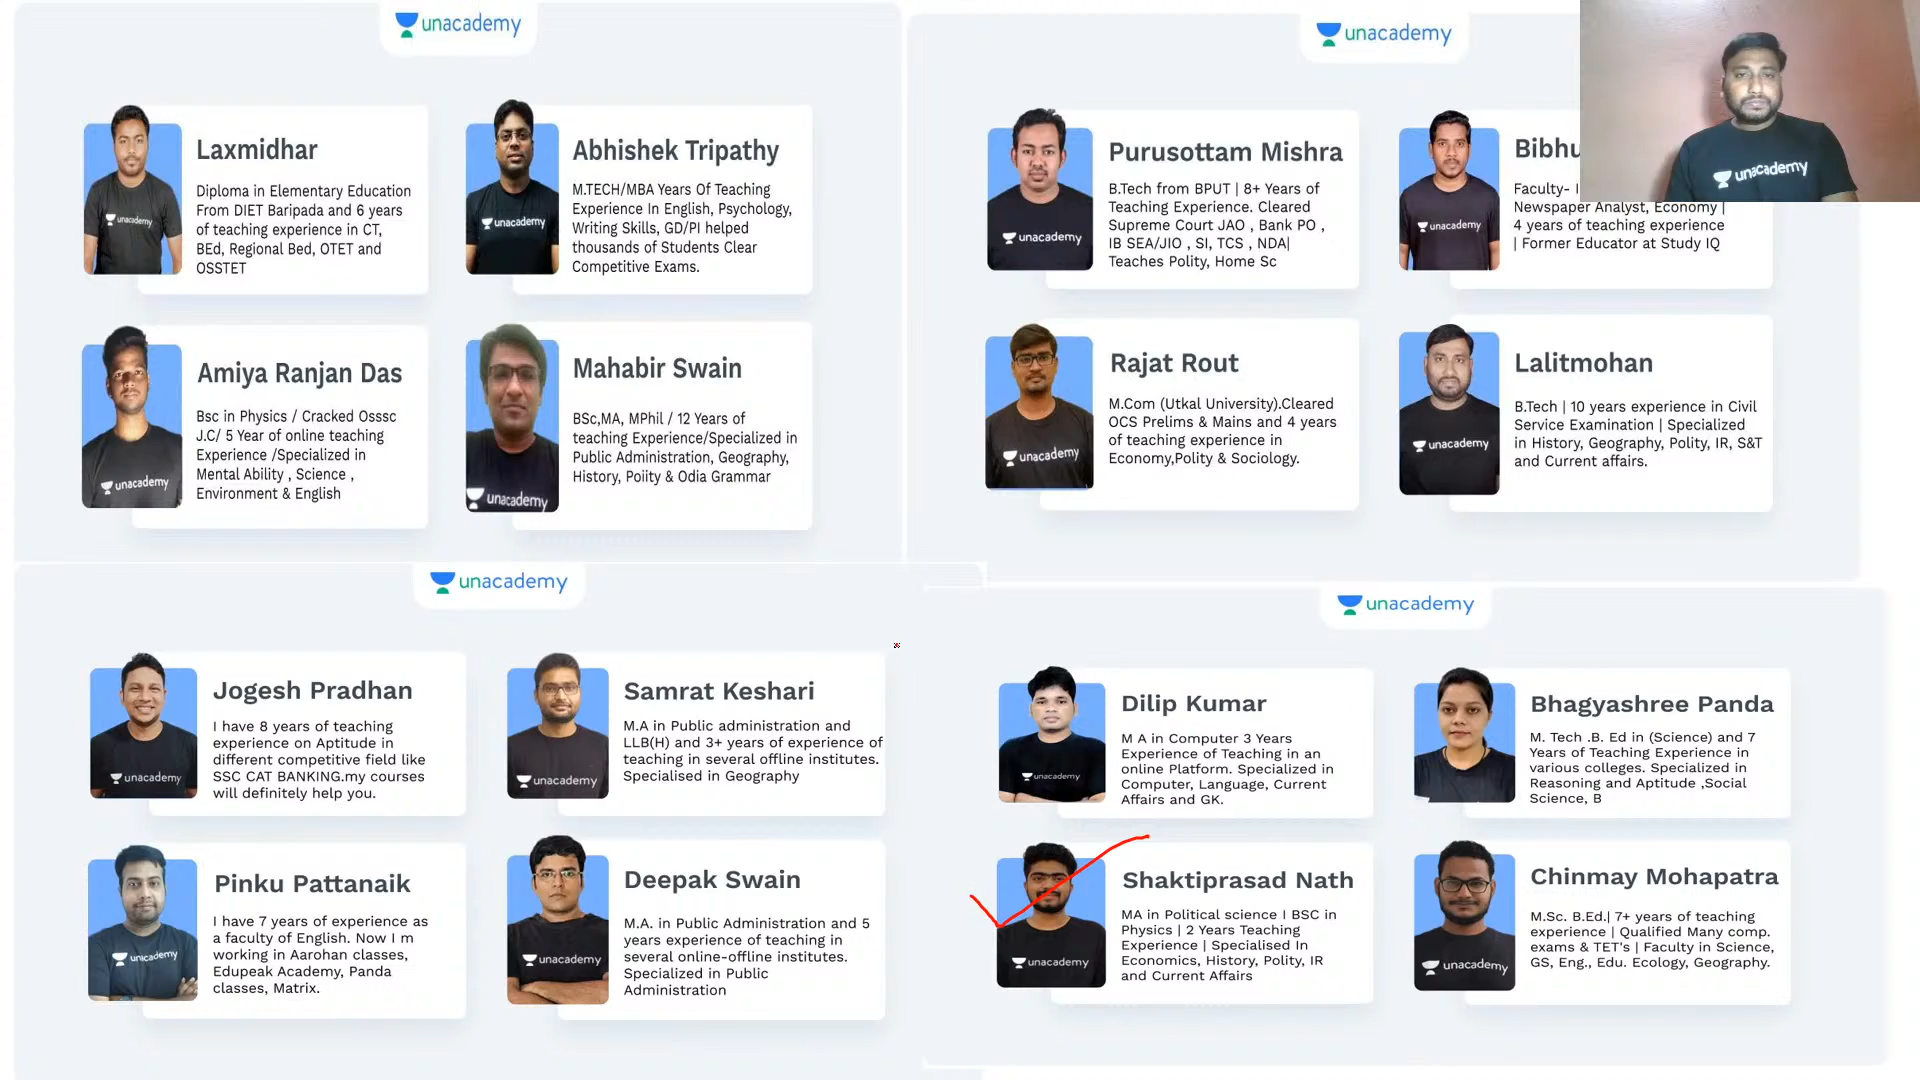 unacademy
Laxmidhar
Diploma in Elementary Education
From DIET Baripada and 6 years
of teaching experience in CT,
BEd, Regional Bed, OTET and
OSSTET
unacademy
Abhishek Tripathy
M.TECH/MBA Years Of Teaching
Experience In English, Psychology,
Writing Skills, GD/PI helped
thousands of Students Clear
Competitive Exams.
unacademy
Amiya Ranjan Das
Bsc in Physics / Cracked Osssc
J.C/ 5 Year of online teaching
Experience /Specialized in
Mental Ability , Science ,
Environment & English
unacademy
Mahabir Swain
BSc,MA, MPhil / 12 Years of
teaching Experience/Specialized in
Public Administration, Geography,
History, Poiity & Odia Grammar
unacademy
unacademy
Purusottam Mishra
B.Tech from BPUT | 8+ Years of
Teaching Experience. Cleared
Supreme Court JAO , Bank PO ,
IB SEA/JIO , SI, TCS , NDA|
Teaches Polity, Home Sc
unacademy
Bibhu
Faculty-
Newspaper Analyst, Economy |
4 years of teaching experience
| Former Educator at Study IQ
unacademy
unacademy
Rajat Rout
M.Com (Utkal University).Cleared
OCS Prelims & Mains and 4 years
of teaching experience in
Economy,Polity & Sociology.
unacademy
Lalitmohan
B.Tech | 10 years experience in Civil
Service Examination | Specialized
in History, Geography, Polity, IR, S&T
and Current affairs.
unacademy
unacademy
Jogesh Pradhan
I have 8 years of teaching
experience on Aptitude in
different competitive field like
SSC CAT BANKING.my courses
will definitely help you.
unacademy
Samrat Keshari
M.A in Public administration and
LLB(H) and 3+ years of experience of
teaching in several offline institutes.
Specialised in Geography
unacademy
Pinku Pattanaik
I have 7 years of experience as
a faculty of English. Now I m
working in Aarohan classes,
Edupeak Academy, Panda
classes, Matrix.
unacademy
Deepak Swain
M.A. in Public Administration and 5
years experience of teaching in
several online-offline institutes.
Specialized in Public
Administration
unacademy
unacademy
Dilip Kumar
M A in Computer 3 Years
Experience of Teaching in an
online Platform. Specialized in
Computer, Language, Current
Affairs and GK.
unacademy
Bhagyashree Panda
M. Tech .B. Ed in (Science) and 7
Years of Teaching Experience in
various colleges. Specialized in
Reasoning and Aptitude ,Social
Science, B
Shaktiprasad Nath
MA in Political science I BSC in
Physics | 2 Years Teaching
Experience | Specialised In
Economics, History, Polity, IR
and Current Affairs
unacademy
Chinmay Mohapatra
M.Sc. B.Ed.| 7+ years of teaching
experience | Qualified Many comp.
exams & TET's | Faculty in Science,
GS, Eng., Edu. Ecology, Geography.
unacademy